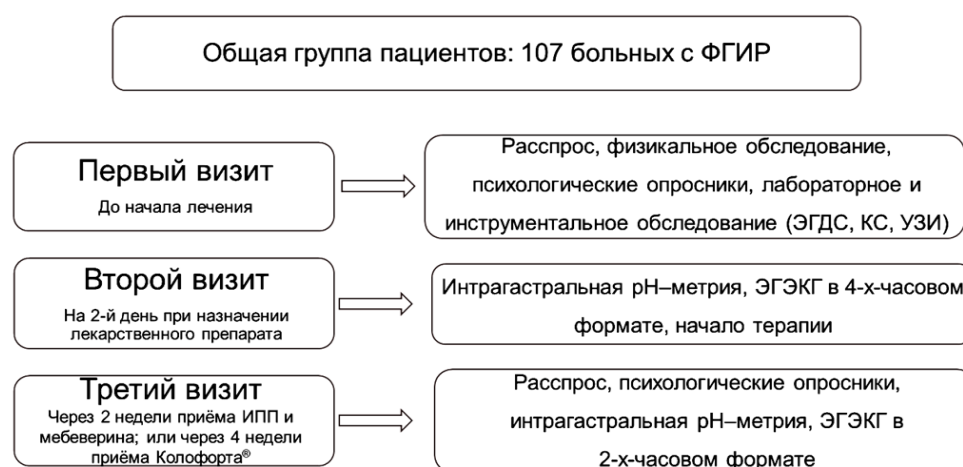 Общая группа пациентов: 107 больных с ФГИР
Первый визит
До начала лечения
Расспрос, физикальное обследование,
психологические опросники, лабораторное и
инструментальное обследование (ЭГДС, КС, УЗИ)
Второй визит
На 2-й день при назначении
лекарственного препарата
Интрагастральная рН–метрия, ЭГЭКГ в 4-х-часовом
формате, начало терапии
Третий визит
Через 2 недели приёма ИПП и
мебеверина; или через 4 недели
приёма Колофорта®
Расспрос, психологические опросники,
интрагастральная рН–метрия, ЭГЭКГ в
2-х-часовом формате